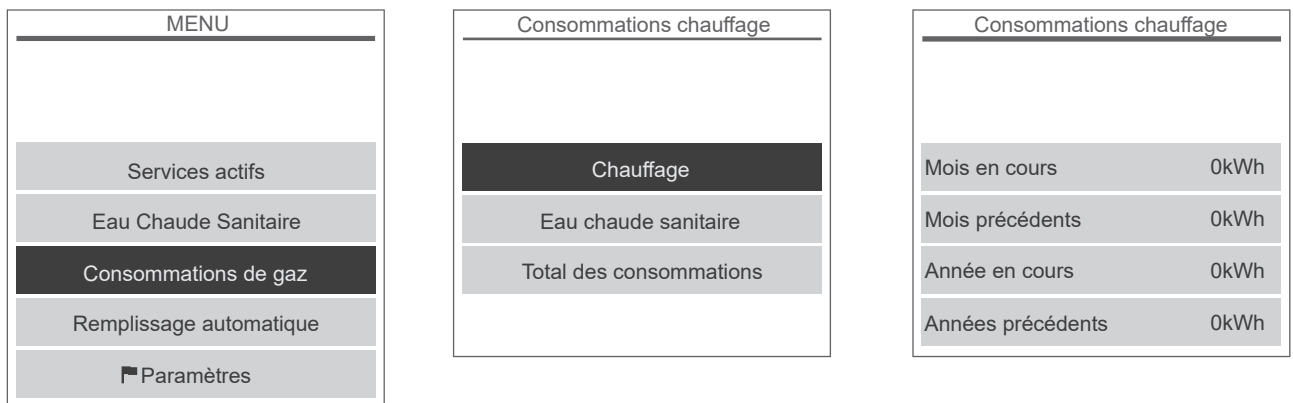 MENU
Services actifs
Eau Chaude Sanitaire
Consommations de gaz
Remplissage automatique
Paramètres
Consommations chauffage
Chauffage
Eau chaude sanitaire
Total des consommations
Consommations chauffage
Mois en cours 0kWh
Mois précédents 0kWh
Année en cours 0kWh
Années précédents 0kWh